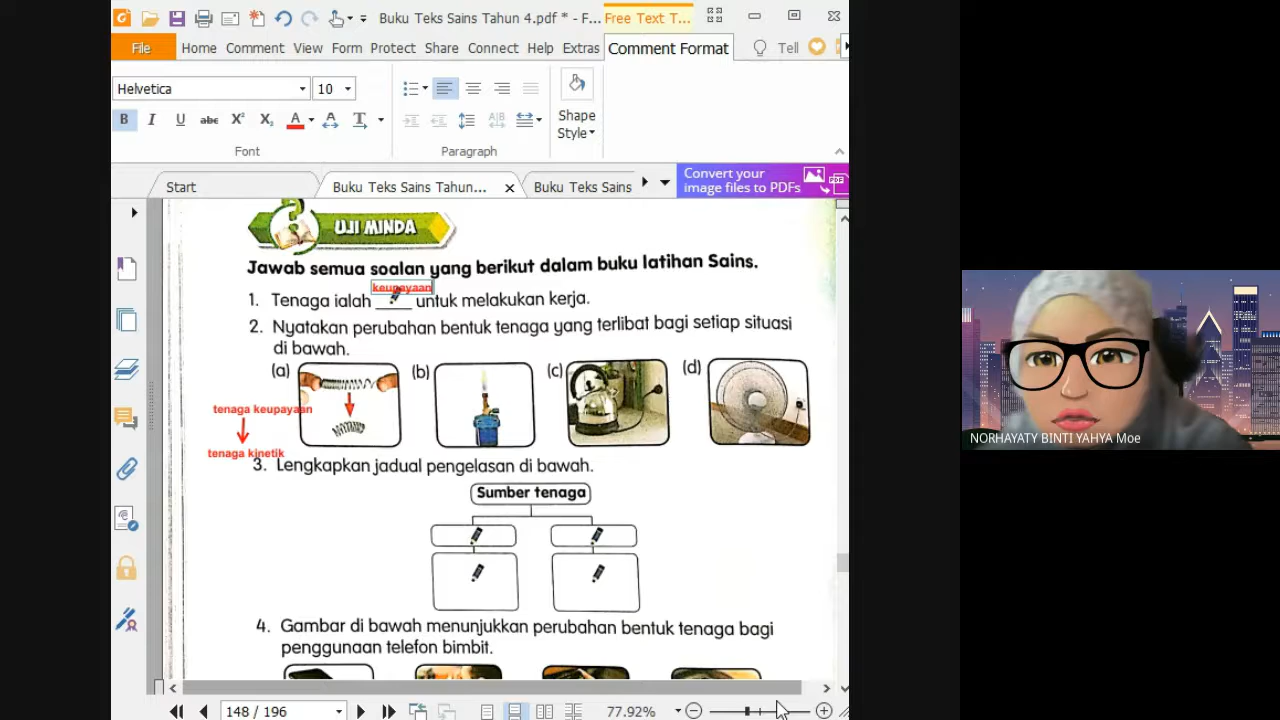 Buku Teks Sains Tahun 4.pdf * - F...
Free Text T...
File Home Comment View Form Protect Share Connect Help Extras Comment Format Tell
Helvetica 10
B I U abc X² X₂ A A T
Shape
Style
Font Paragraph
Start Buku Teks Sains Tahun... Buku Teks Sains
Convert your
image files to PDFs
UJI MINDA
Jawab semua soalan yang berikut dalam buku latihan Sains.
keupayaan
1. Tenaga ialah ____ untuk melakukan kerja.
2. Nyatakan perubahan bentuk tenaga yang terlibat bagi setiap situasi
di bawah.
(a) (b) (c) (d)
tenaga keupayaan
tenaga kinetik
3. Lengkapkan jadual pengelasan di bawah.
Sumber tenaga
4. Gambar di bawah menunjukkan perubahan bentuk tenaga bagi
penggunaan telefon bimbit.
148 / 196
77.92%
NORHAYATY BINTI YAHYA Moe